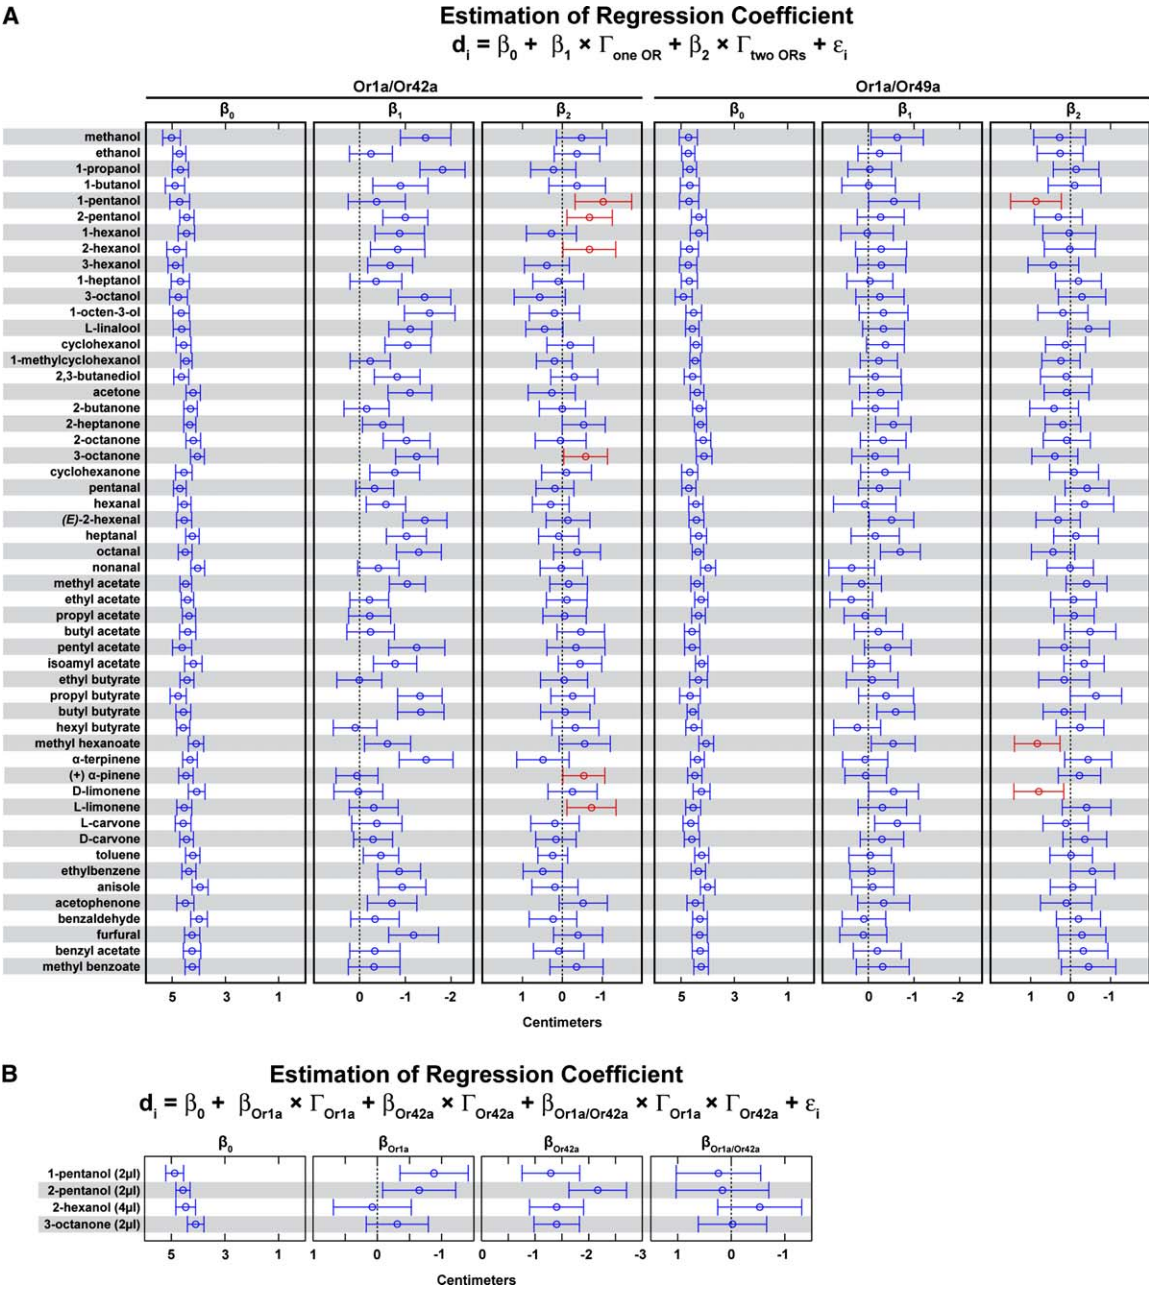 A
Estimation of Regression Coefficient
dᵢ = β₀ + β₁ × Γone OR + β₂ × Γtwo ORs + εᵢ
Or1a/Or42a Or1a/Or49a
β₀ β₁ β₂ β₀ β₁ β₂
methanol
ethanol
1-propanol
1-butanol
1-pentanol
2-pentanol
1-hexanol
2-hexanol
3-hexanol
1-heptanol
3-octanol
1-octen-3-ol
L-linalool
cyclohexanol
1-methylcyclohexanol
2,3-butanediol
acetone
2-butanone
2-heptanone
2-octanone
3-octanone
cyclohexanone
pentanal
hexanal
(E)-2-hexenal
heptanal
octanal
nonanal
methyl acetate
ethyl acetate
propyl acetate
butyl acetate
pentyl acetate
isoamyl acetate
ethyl butyrate
propyl butyrate
butyl butyrate
hexyl butyrate
methyl hexanoate
α-terpinene
(+) α-pinene
D-limonene
L-limonene
L-carvone
D-carvone
toluene
ethylbenzene
anisole
acetophenone
benzaldehyde
furfural
benzyl acetate
methyl benzoate
5 3 1 0 -1 -2 1 0 -1 5 3 1 0 -1 -2 1 0 -1
Centimeters
B
Estimation of Regression Coefficient
dᵢ = β₀ + βOr1a × ΓOr1a + βOr42a × ΓOr42a + βOr1a/Or42a × ΓOr1a × ΓOr42a + εᵢ
β₀ βOr1a βOr42a βOr1a/Or42a
1-pentanol (2µl)
2-pentanol (2µl)
2-hexanol (4µl)
3-octanone (2µl)
5 3 1 1 0 -1 0 -1 -2 -3 1 0 -1
Centimeters